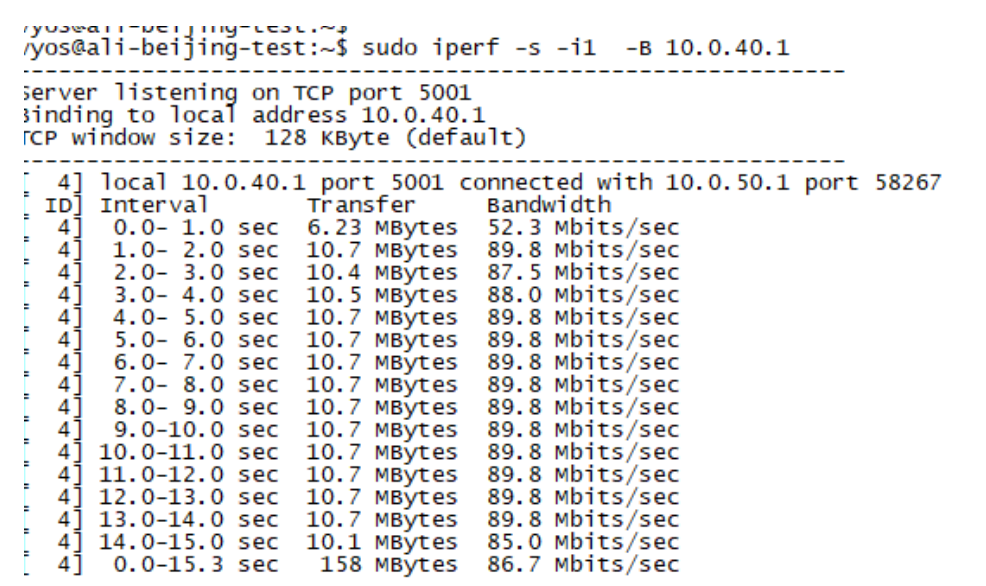 yos@ali-beijing-test:~$
yos@ali-beijing-test:~$ sudo iperf -s -i1  -B 10.0.40.1
------------------------------------------------------------
Server listening on TCP port 5001
Binding to local address 10.0.40.1
TCP window size:  128 KByte (default)
------------------------------------------------------------
[  4] local 10.0.40.1 port 5001 connected with 10.0.50.1 port 58267
[ ID] Interval       Transfer     Bandwidth
[  4]  0.0- 1.0 sec  6.23 MBytes  52.3 Mbits/sec
[  4]  1.0- 2.0 sec  10.7 MBytes  89.8 Mbits/sec
[  4]  2.0- 3.0 sec  10.4 MBytes  87.5 Mbits/sec
[  4]  3.0- 4.0 sec  10.5 MBytes  88.0 Mbits/sec
[  4]  4.0- 5.0 sec  10.7 MBytes  89.8 Mbits/sec
[  4]  5.0- 6.0 sec  10.7 MBytes  89.8 Mbits/sec
[  4]  6.0- 7.0 sec  10.7 MBytes  89.8 Mbits/sec
[  4]  7.0- 8.0 sec  10.7 MBytes  89.8 Mbits/sec
[  4]  8.0- 9.0 sec  10.7 MBytes  89.8 Mbits/sec
[  4]  9.0-10.0 sec  10.7 MBytes  89.8 Mbits/sec
[  4] 10.0-11.0 sec  10.7 MBytes  89.8 Mbits/sec
[  4] 11.0-12.0 sec  10.7 MBytes  89.8 Mbits/sec
[  4] 12.0-13.0 sec  10.7 MBytes  89.8 Mbits/sec
[  4] 13.0-14.0 sec  10.7 MBytes  89.8 Mbits/sec
[  4] 14.0-15.0 sec  10.1 MBytes  85.0 Mbits/sec
[  4]  0.0-15.3 sec   158 MBytes  86.7 Mbits/sec